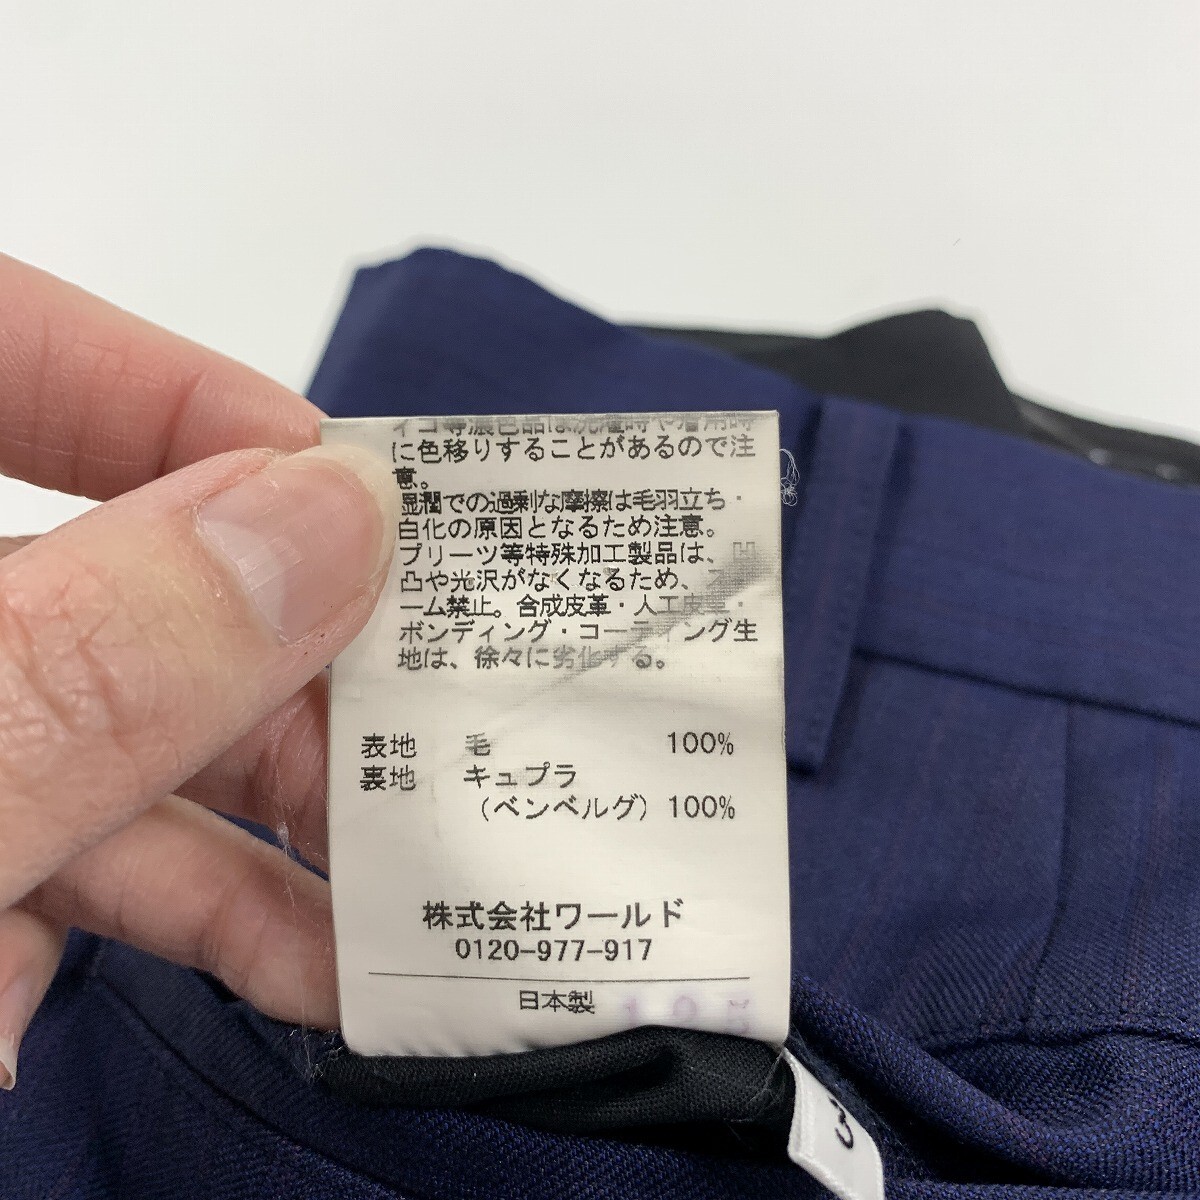 ィゴ等濃色品は洗濯時や着用時
に色移りすることがあるので注
意。
湿潤での過剰な摩擦は毛羽立ち・
白化の原因となるため注意。
プリーツ等特殊加工製品は、凹
凸や光沢がなくなるため、
ーム禁止。合成皮革・人工皮革・
ボンディング・コーティング生
地は、徐々に劣化する。
表地 毛 100%
裏地 キュプラ
(ベンベルグ) 100%
株式会社ワールド
0120-977-917
日本製
3